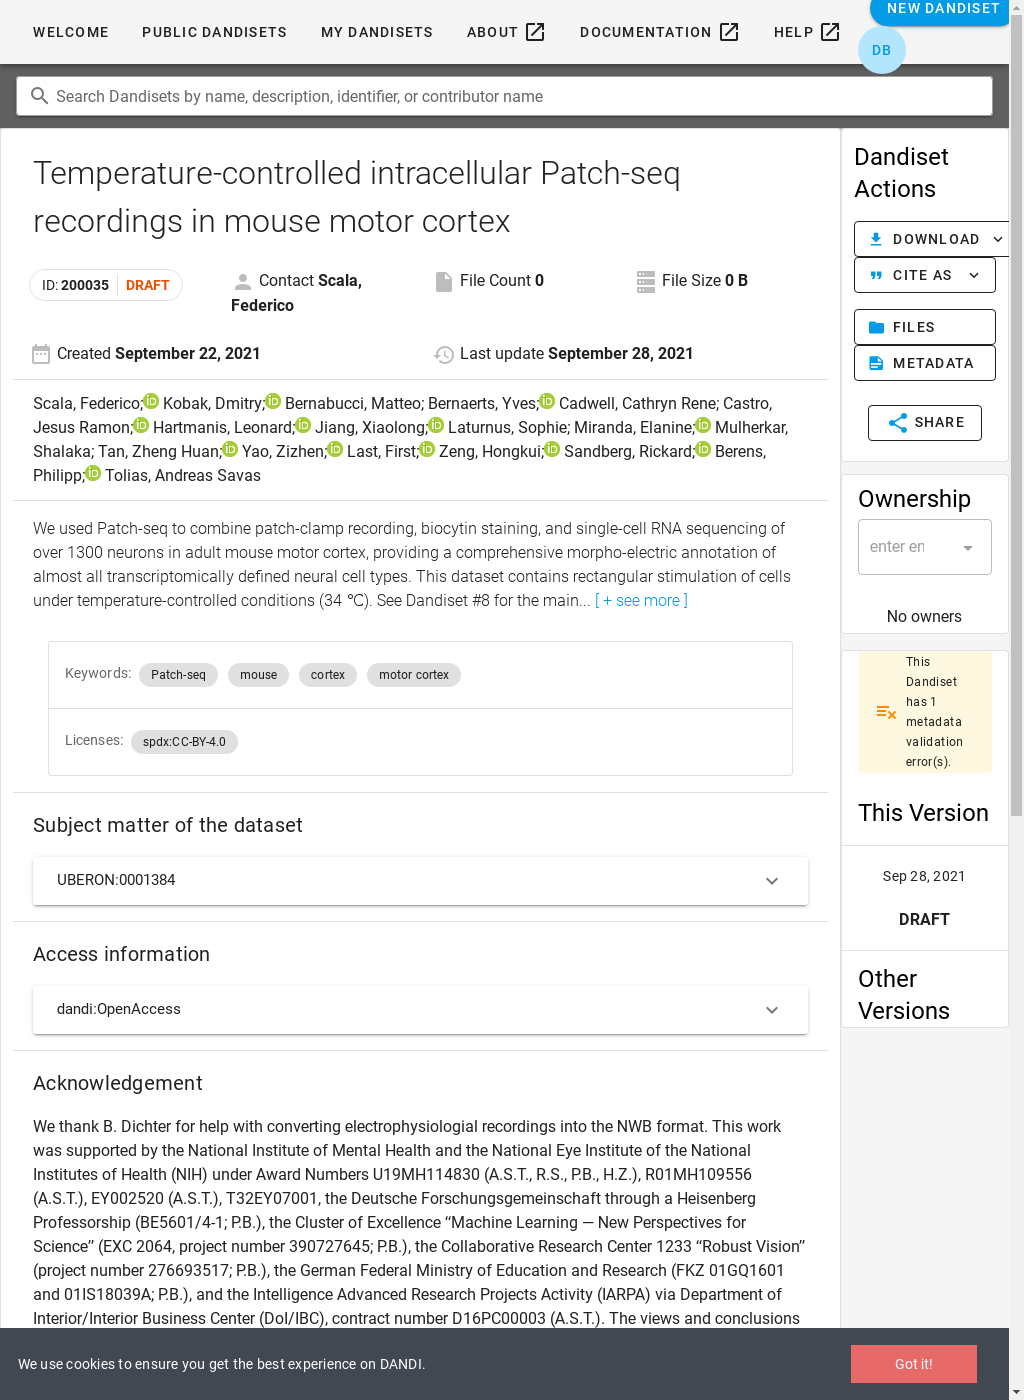 WELCOME PUBLIC DANDISETS MY DANDISETS ABOUT DOCUMENTATION HELP NEW DANDISET
DB
Search Dandisets by name, description, identifier, or contributor name
Temperature-controlled intracellular Patch-seq
recordings in mouse motor cortex
ID: 200035 DRAFT
Contact Scala,
Federico
File Count 0
File Size 0 B
Created September 22, 2021
Last update September 28, 2021
Scala, Federico; Kobak, Dmitry; Bernabucci, Matteo; Bernaerts, Yves; Cadwell, Cathryn Rene; Castro,
Jesus Ramon; Hartmanis, Leonard; Jiang, Xiaolong; Laturnus, Sophie; Miranda, Elanine; Mulherkar,
Shalaka; Tan, Zheng Huan; Yao, Zizhen; Last, First; Zeng, Hongkui; Sandberg, Rickard; Berens,
Philipp; Tolias, Andreas Savas
We used Patch-seq to combine patch-clamp recording, biocytin staining, and single-cell RNA sequencing of
over 1300 neurons in adult mouse motor cortex, providing a comprehensive morpho-electric annotation of
almost all transcriptomically defined neural cell types. This dataset contains rectangular stimulation of cells
under temperature-controlled conditions (34 ℃). See Dandiset #8 for the main... [ + see more ]
Keywords: Patch-seq mouse cortex motor cortex
Licenses: spdx:CC-BY-4.0
Subject matter of the dataset
UBERON:0001384
Access information
dandi:OpenAccess
Acknowledgement
We thank B. Dichter for help with converting electrophysiologial recordings into the NWB format. This work
was supported by the National Institute of Mental Health and the National Eye Institute of the National
Institutes of Health (NIH) under Award Numbers U19MH114830 (A.S.T., R.S., P.B., H.Z.), R01MH109556
(A.S.T.), EY002520 (A.S.T.), T32EY07001, the Deutsche Forschungsgemeinschaft through a Heisenberg
Professorship (BE5601/4-1; P.B.), the Cluster of Excellence “Machine Learning — New Perspectives for
Science” (EXC 2064, project number 390727645; P.B.), the Collaborative Research Center 1233 “Robust Vision”
(project number 276693517; P.B.), the German Federal Ministry of Education and Research (FKZ 01GQ1601
and 01IS18039A; P.B.), and the Intelligence Advanced Research Projects Activity (IARPA) via Department of
Interior/Interior Business Center (DoI/IBC), contract number D16PC00003 (A.S.T.). The views and conclusions
Dandiset
Actions
DOWNLOAD
CITE AS
FILES
METADATA
SHARE
Ownership
enter en
No owners
This
Dandiset
has 1
metadata
validation
error(s).
This Version
Sep 28, 2021
DRAFT
Other
Versions
We use cookies to ensure you get the best experience on DANDI.
Got it!